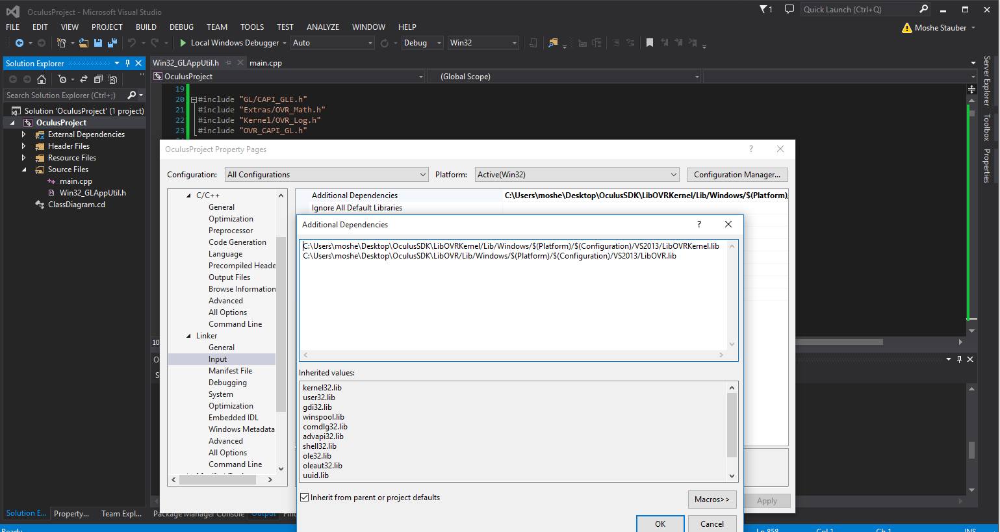 OculusProject - Microsoft Visual Studio
1
Quick Launch (Ctrl+Q)
FILE EDIT VIEW PROJECT BUILD DEBUG TEAM TOOLS TEST ANALYZE WINDOW HELP
Moshe Stauber
Local Windows Debugger Auto Debug Win32
Solution Explorer
Win32_GLAppUtil.h main.cpp
OculusProject (Global Scope)
Search Solution Explorer (Ctrl+;)
Solution 'OculusProject' (1 project)
OculusProject
External Dependencies
Header Files
Resource Files
Source Files
main.cpp
Win32_GLAppUtil.h
ClassDiagram.cd
19
20 #include "GL/CAPI_GLE.h"
21 #include "Extras/OVR_Math.h"
22 #include "Kernel/OVR_Log.h"
23 #include "OVR_CAPI_GL.h"
Server Explorer
Toolbox
Properties
OculusProject Property Pages ?
Configuration: All Configurations Platform: Active(Win32) Configuration Manager...
C/C++
General
Optimization
Preprocessor
Code Generation
Language
Precompiled Heade
Output Files
Browse Information
Advanced
All Options
Command Line
Linker
General
Input
Manifest File
Debugging
System
Optimization
Embedded IDL
Windows Metadata
Advanced
All Options
Command Line
Additional Dependencies C:\Users\moshe\Desktop\OculusSDK\LibOVRKernel/Lib/Windows/$(Platform)/
Ignore All Default Libraries
Additional Dependencies ?
C:\Users\moshe\Desktop\OculusSDK\LibOVRKernel/Lib/Windows/$(Platform)/$(Configuration)/VS2013/LibOVRKernel.lib
C:\Users\moshe\Desktop\OculusSDK\LibOVR/Lib/Windows/$(Platform)/$(Configuration)/VS2013/LibOVR.lib
Inherited values:
kernel32.lib
user32.lib
gdi32.lib
winspool.lib
comdlg32.lib
advapi32.lib
shell32.lib
ole32.lib
oleaut32.lib
uuid.lib
Inherit from parent or project defaults
Macros>>
OK Cancel
Apply
10
O
S
Solution E... Property... Team Expl... Package Manager Console Output
Ready Ln 858 Col 1 Ch 1 INS